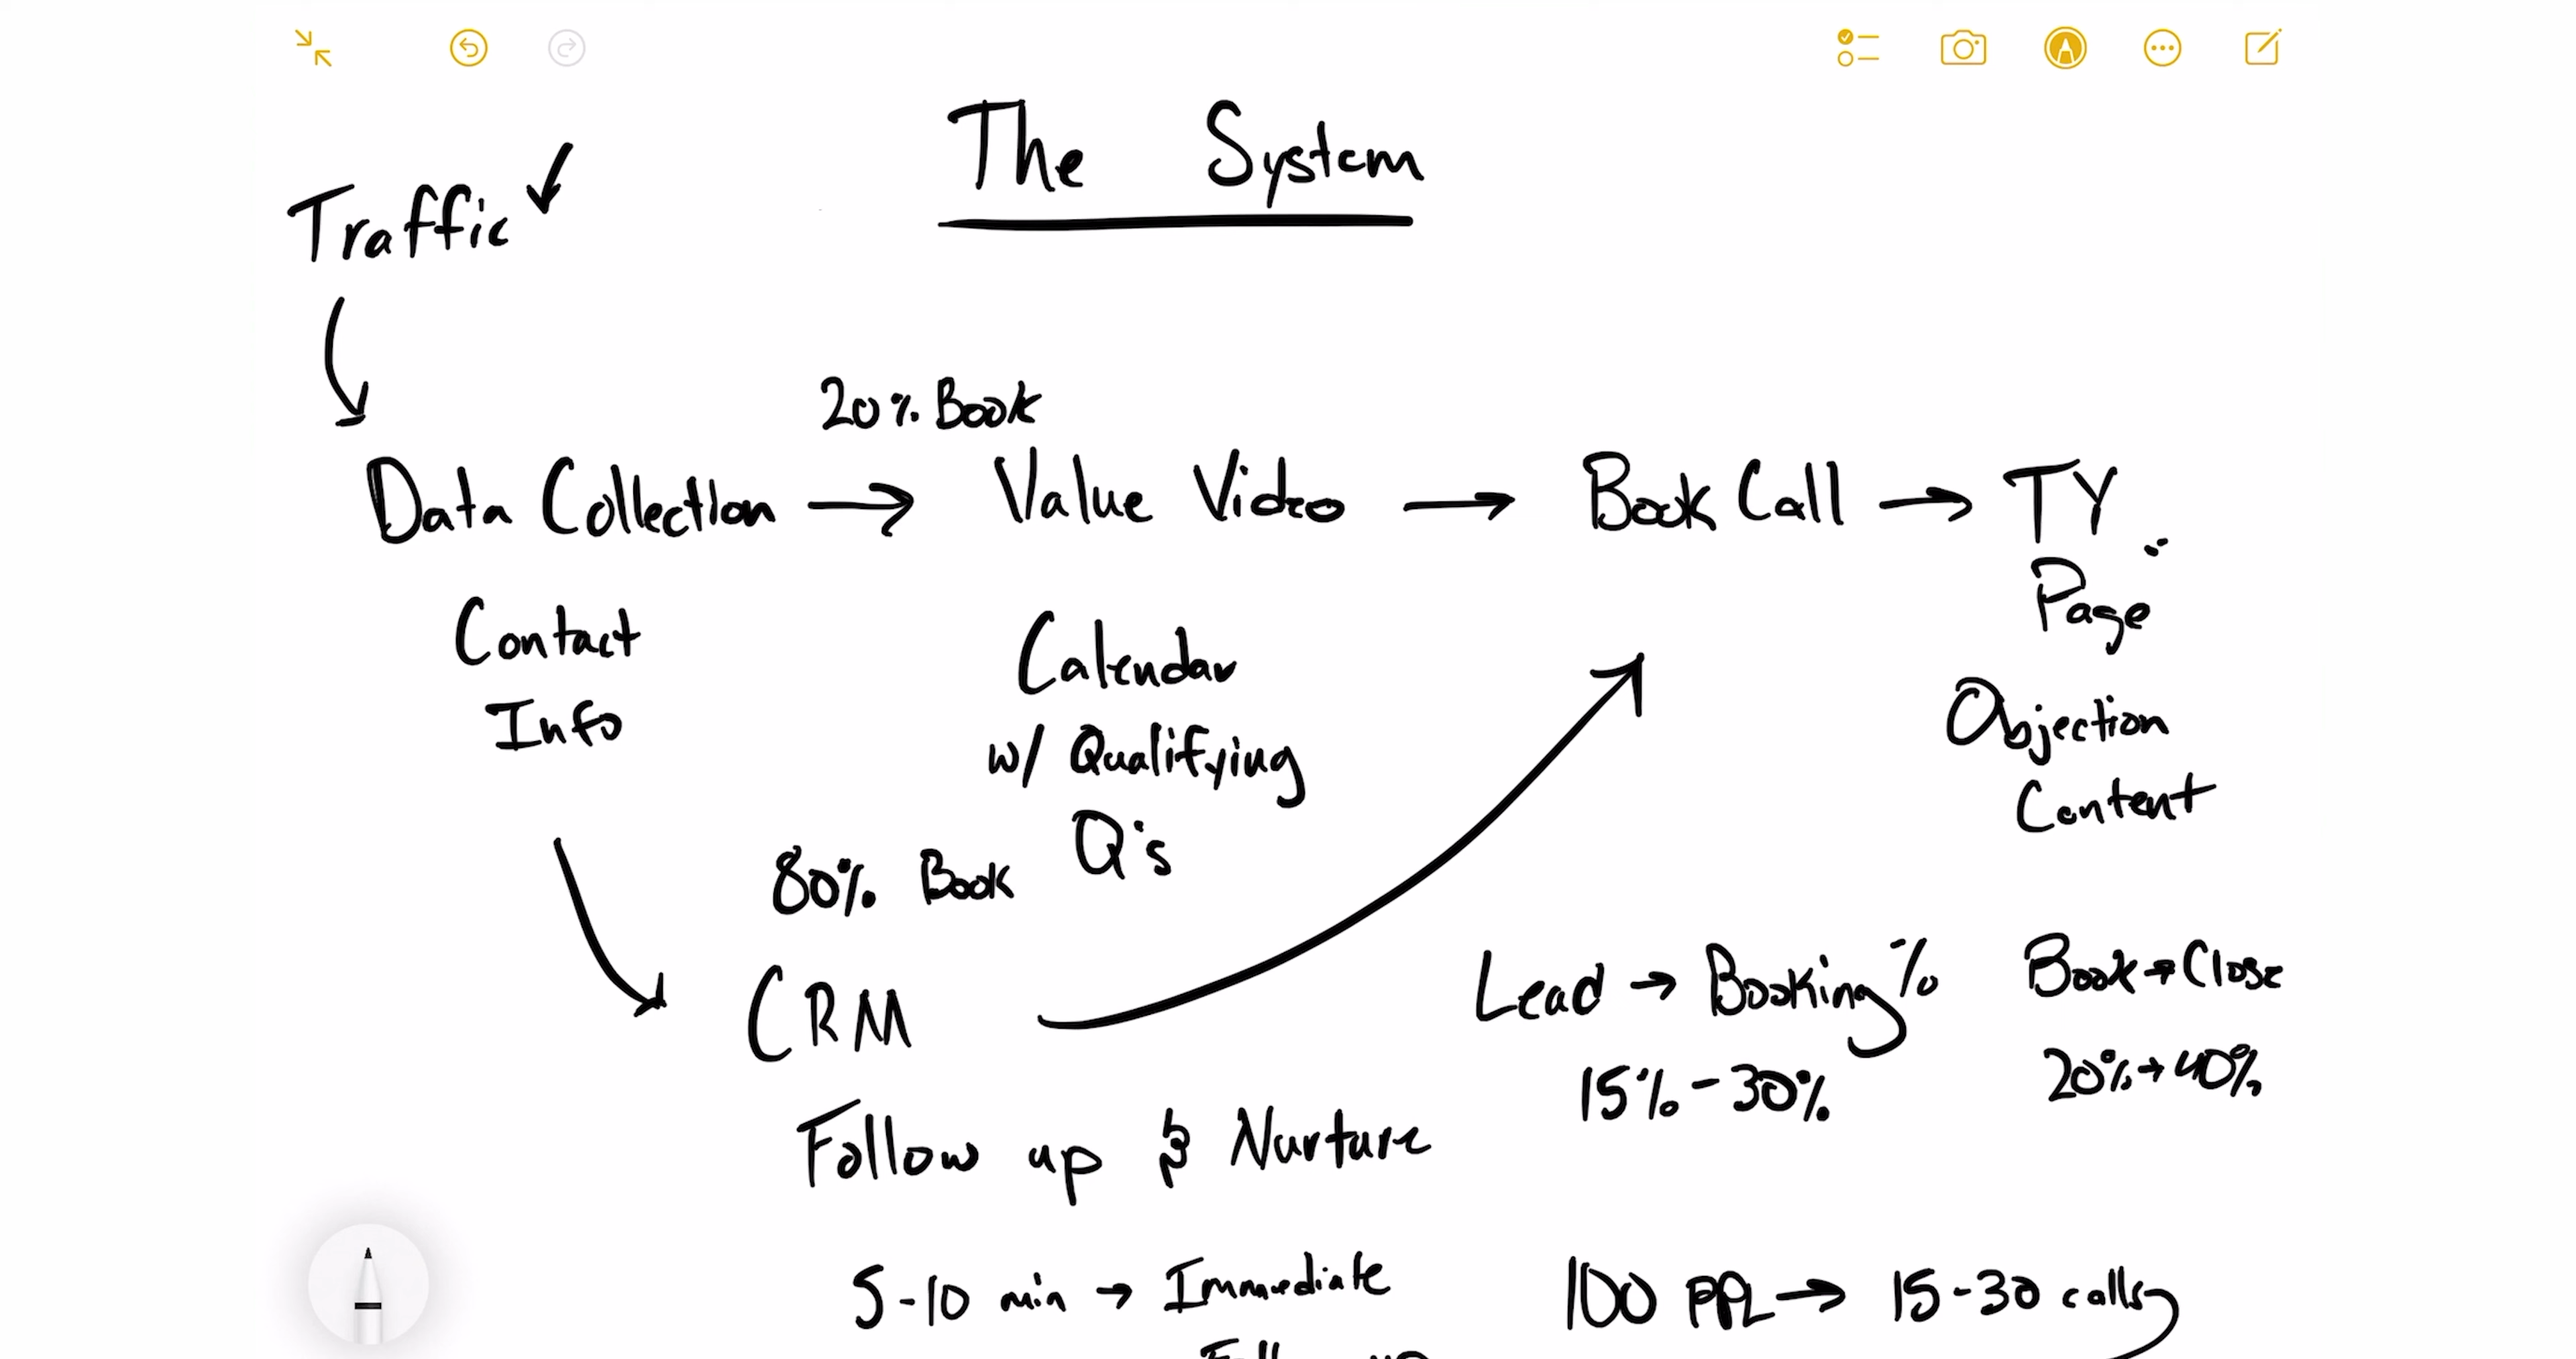 The System
Traffic
20% Book
Data Collection → Value Video → Book Call → TY
Page
Contact
Info
Calendar
w/ Qualifying
Q's
Objection
Content
80% Book
CRM
Lead → Booking %
15% - 30%
Book → Close
20% → 40%
Follow up & Nurture
5-10 min → Immediate
100 PPL → 15-30 calls